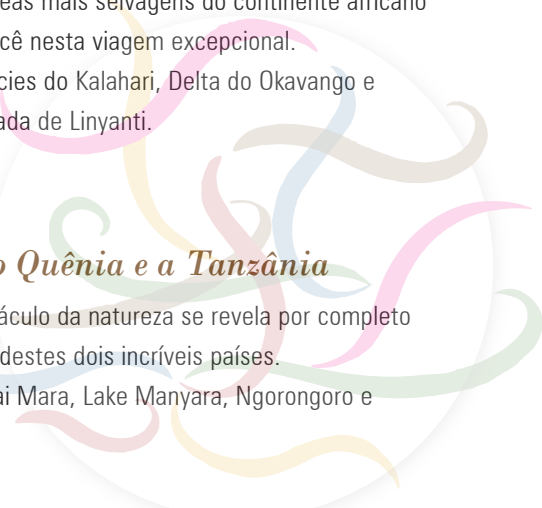 eas mais selvagens do continente africano
cê nesta viagem excepcional.
cies do Kalahari, Delta do Okavango e
ada de Linyanti.
o Quênia e a Tanzânia
áculo da natureza se revela por completo
destes dois incríveis países.
ai Mara, Lake Manyara, Ngorongoro e